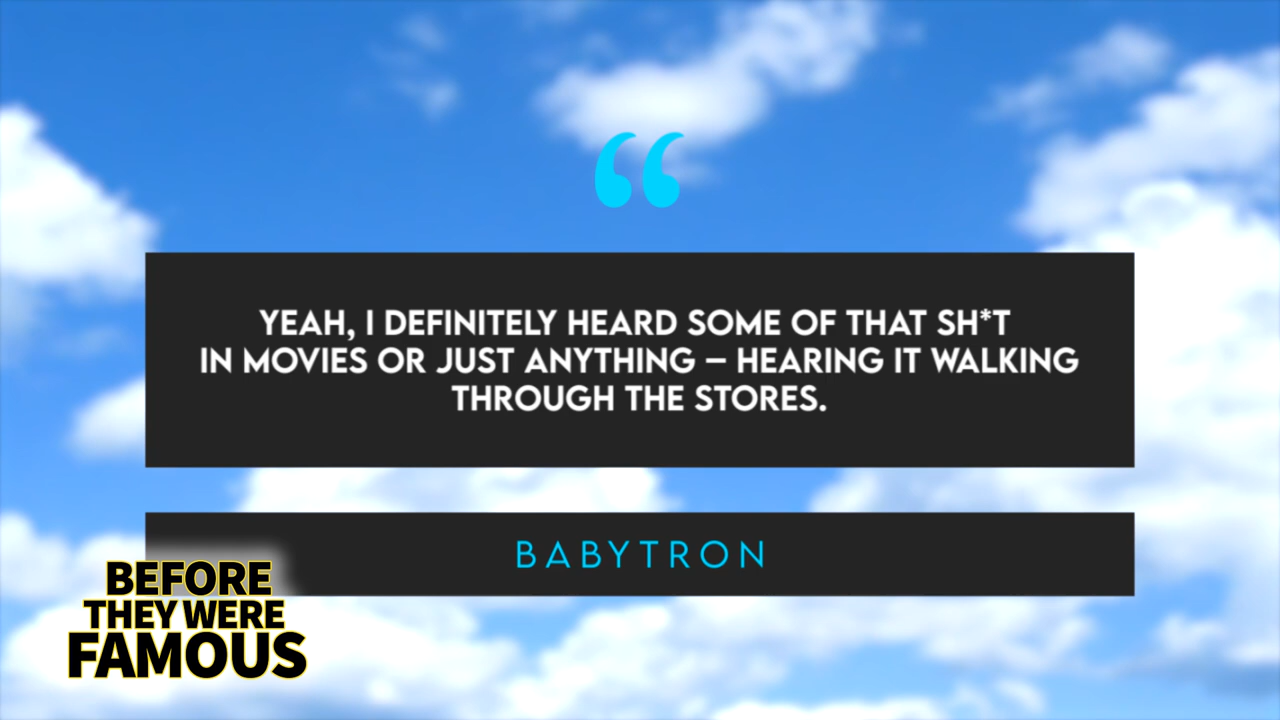 “
YEAH, I DEFINITELY HEARD SOME OF THAT SH*T
IN MOVIES OR JUST ANYTHING – HEARING IT WALKING
THROUGH THE STORES.
BABYTRON
BEFORE
THEY WERE
FAMOUS